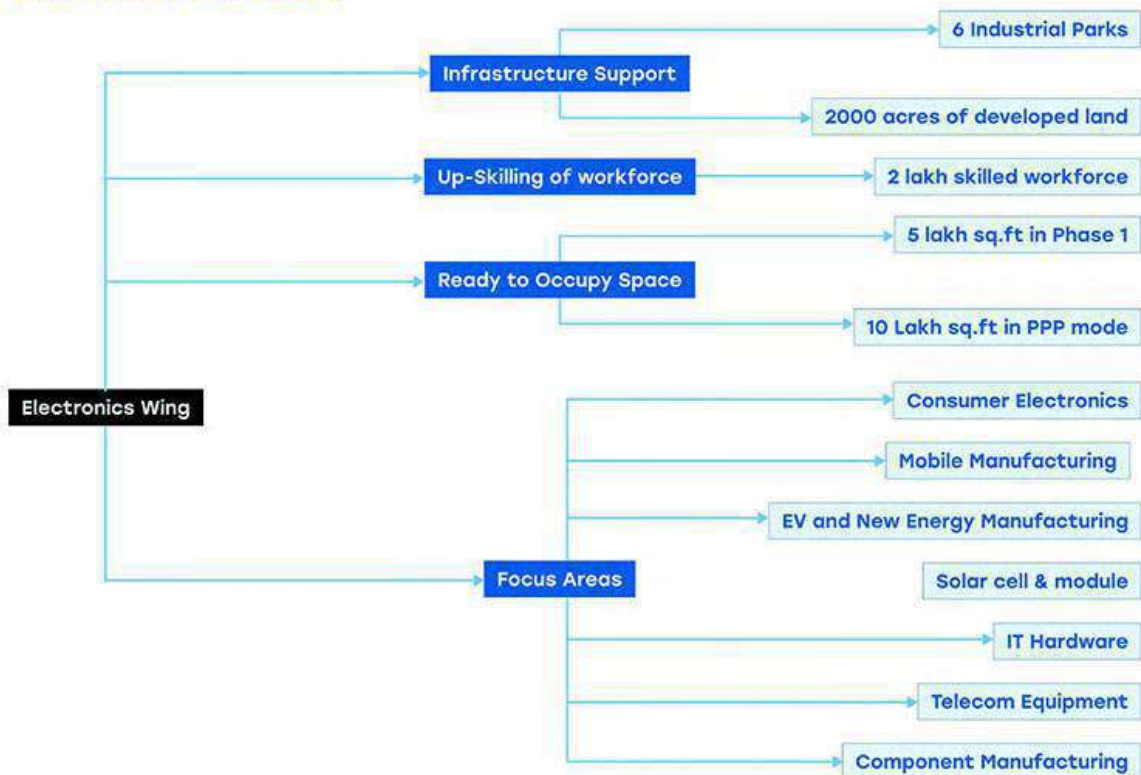 6 Industrial Parks
Infrastructure Support
2000 acres of developed land
Up-Skilling of workforce
2 lakh skilled workforce
5 lakh sq.ft in Phase 1
Ready to Occupy Space
10 Lakh sq.ft in PPP mode
Electronics Wing
Consumer Electronics
Mobile Manufacturing
EV and New Energy Manufacturing
Focus Areas
Solar cell & module
IT Hardware
Telecom Equipment
Component Manufacturing